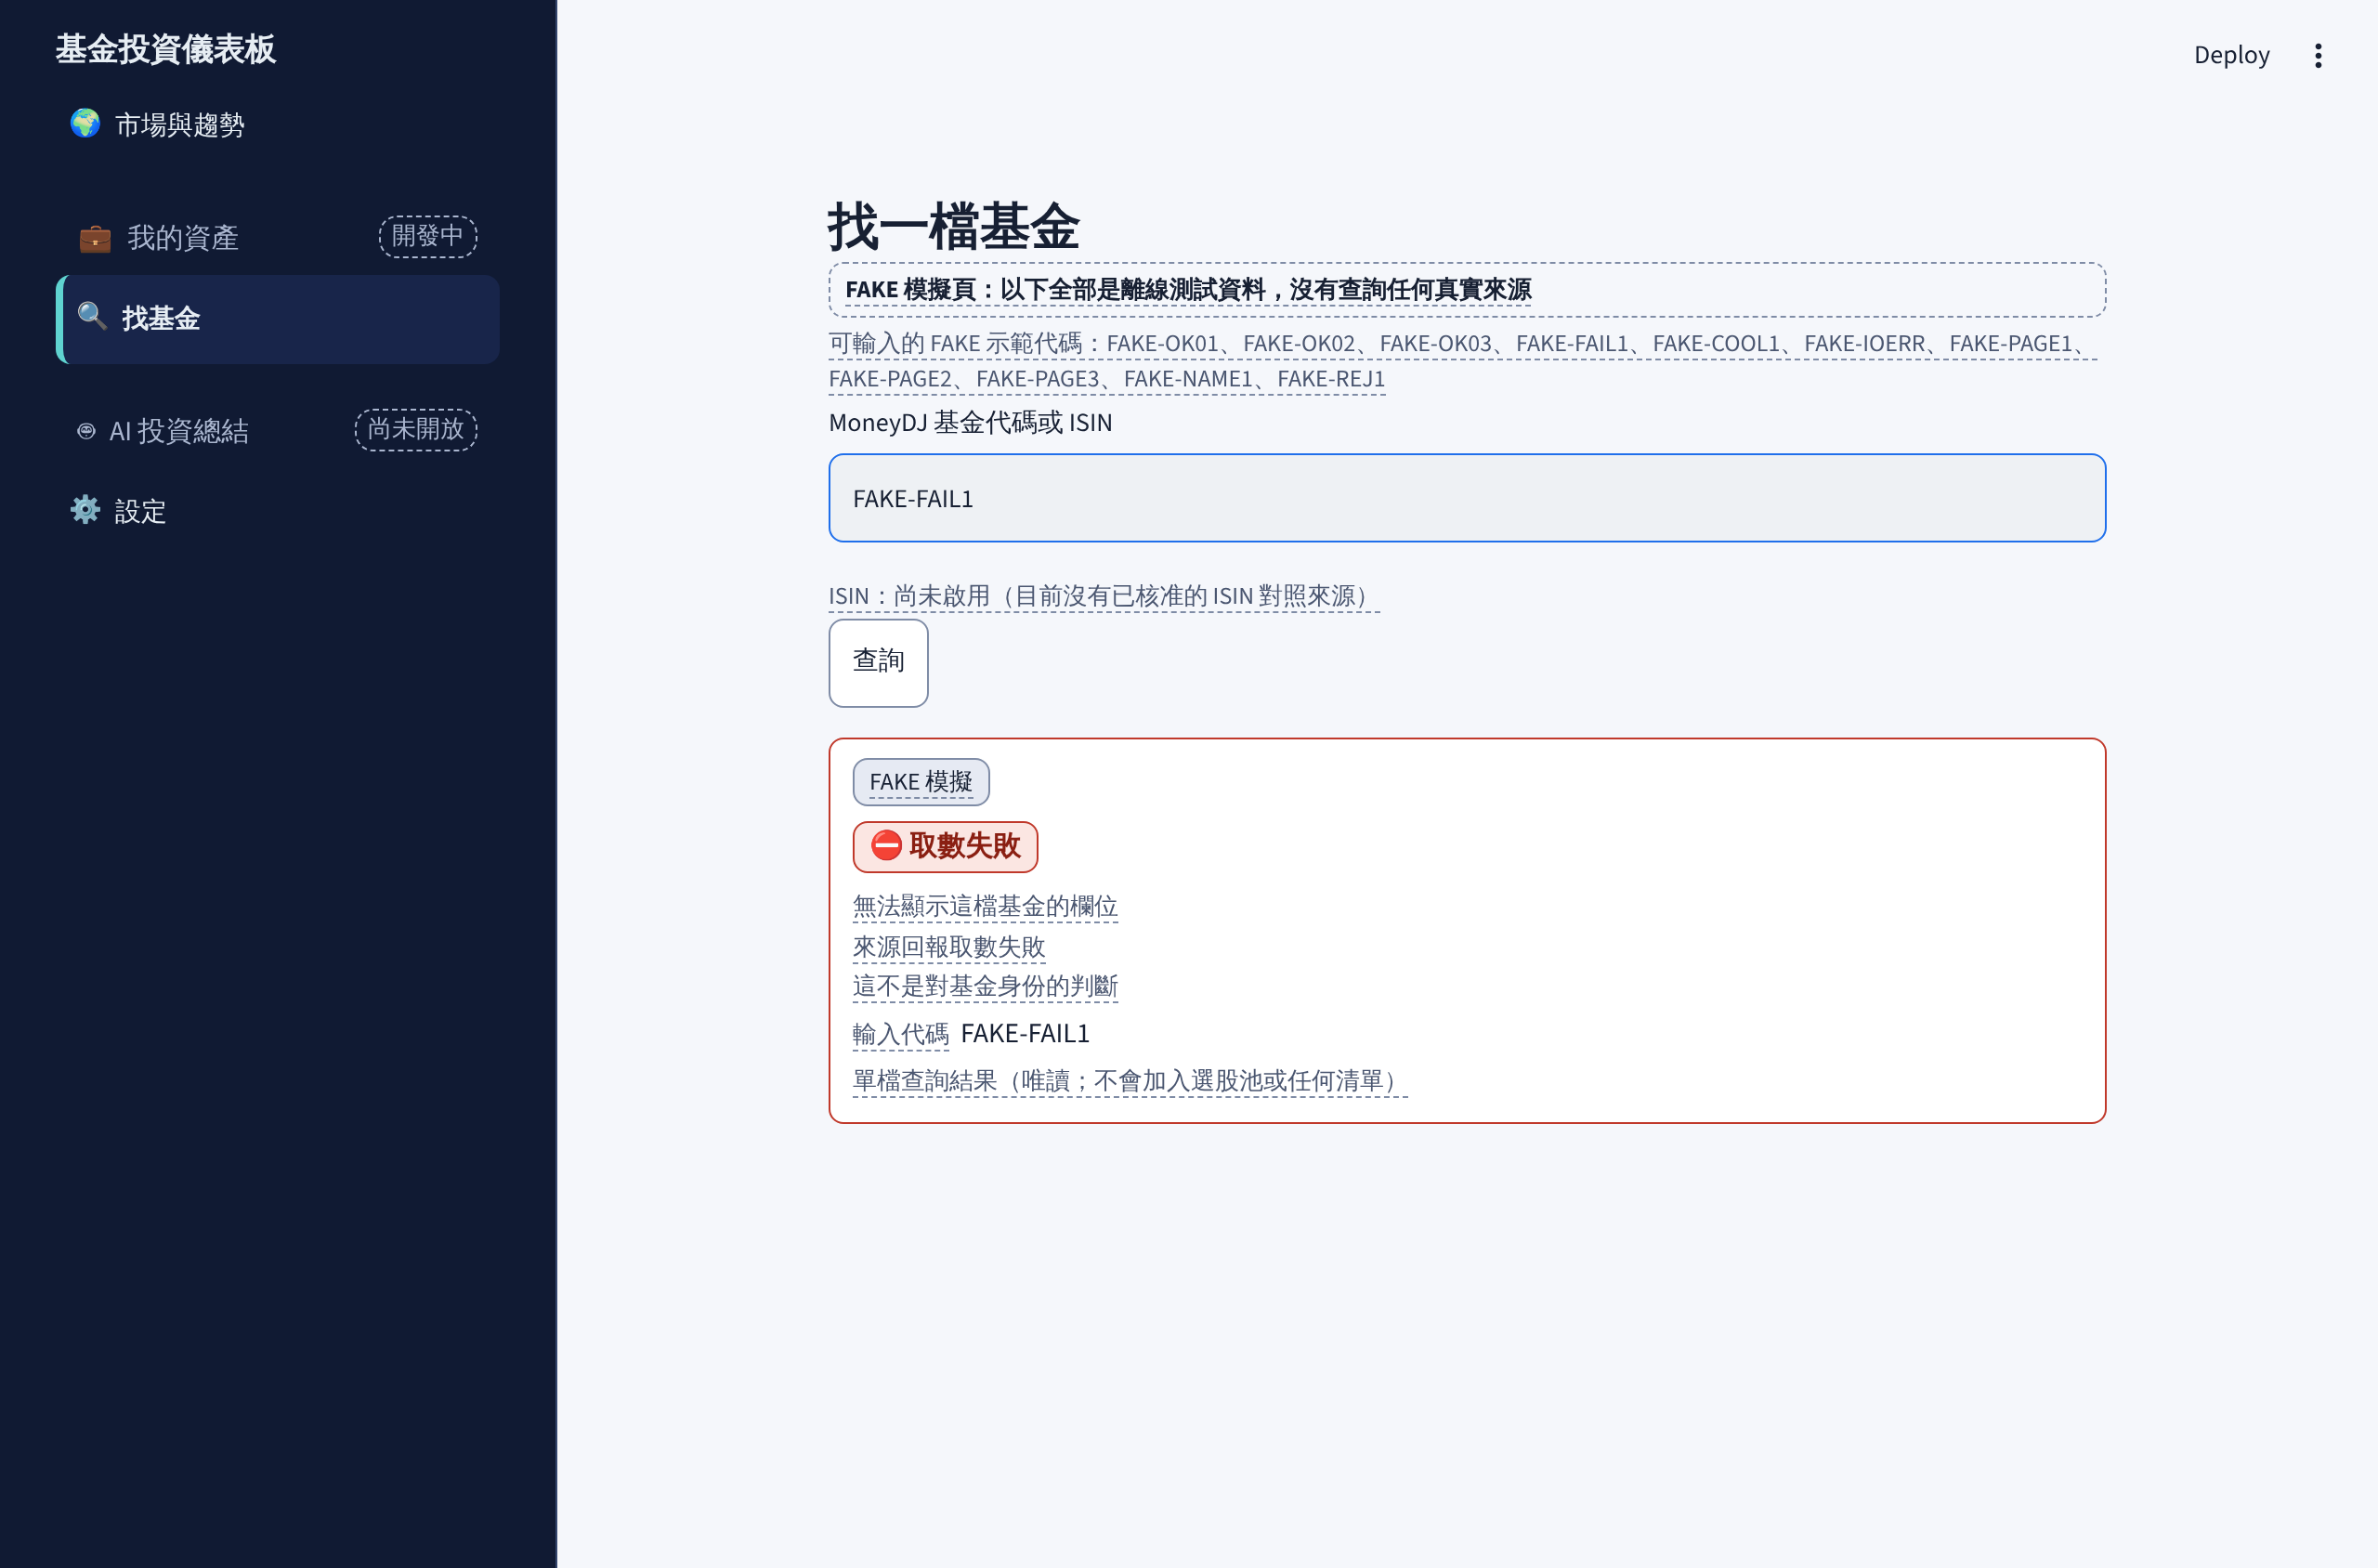 基金投資儀表板
市場與趨勢
我的資產 開發中
找基金
AI 投資總結 尚未開放
設定
Deploy
找一檔基金
FAKE 模擬頁：以下全部是離線測試資料，沒有查詢任何真實來源
可輸入的 FAKE 示範代碼：FAKE-OK01、FAKE-OK02、FAKE-OK03、FAKE-FAIL1、FAKE-COOL1、FAKE-IOERR、FAKE-PAGE1、
FAKE-PAGE2、FAKE-PAGE3、FAKE-NAME1、FAKE-REJ1
MoneyDJ 基金代碼或 ISIN
FAKE-FAIL1
ISIN：尚未啟用（目前沒有已核准的 ISIN 對照來源）
查詢
FAKE 模擬
⛔ 取數失敗
無法顯示這檔基金的欄位
來源回報取數失敗
這不是對基金身份的判斷
輸入代碼 FAKE-FAIL1
單檔查詢結果（唯讀；不會加入選股池或任何清單）